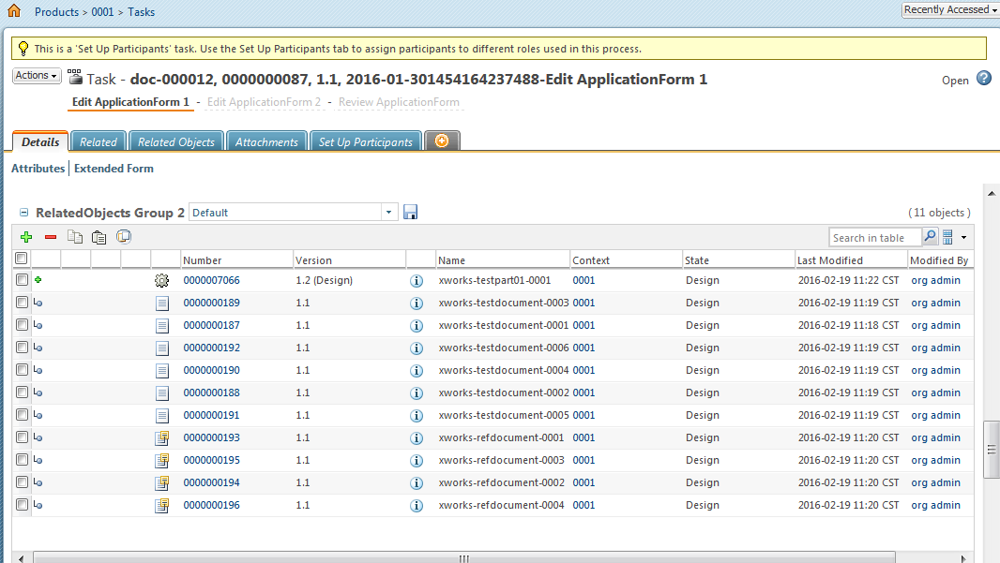 Products > 0001 > Tasks
Recently Accessed
This is a 'Set Up Participants' task. Use the Set Up Participants tab to assign participants to different roles used in this process.
Actions Task - doc-000012, 0000000087, 1.1, 2016-01-301454164237488-Edit ApplicationForm 1 Open ?
Edit ApplicationForm 1 - Edit ApplicationForm 2 - Review ApplicationForm
Details Related Related Objects Attachments Set Up Participants
Attributes Extended Form
RelatedObjects Group 2 Default (11 objects)
Search in table
Number Version Name Context State Last Modified Modified By
0000007066 1.2 (Design) i xworks-testpart01-0001 0001 Design 2016-02-19 11:22 CST org admin
0000000189 1.1 i xworks-testdocument-0003 0001 Design 2016-02-19 11:19 CST org admin
0000000187 1.1 i xworks-testdocument-0001 0001 Design 2016-02-19 11:18 CST org admin
0000000192 1.1 i xworks-testdocument-0006 0001 Design 2016-02-19 11:19 CST org admin
0000000190 1.1 i xworks-testdocument-0004 0001 Design 2016-02-19 11:19 CST org admin
0000000188 1.1 i xworks-testdocument-0002 0001 Design 2016-02-19 11:19 CST org admin
0000000191 1.1 i xworks-testdocument-0005 0001 Design 2016-02-19 11:19 CST org admin
0000000193 1.1 i xworks-refdocument-0001 0001 Design 2016-02-19 11:20 CST org admin
0000000195 1.1 i xworks-refdocument-0003 0001 Design 2016-02-19 11:20 CST org admin
0000000194 1.1 i xworks-refdocument-0002 0001 Design 2016-02-19 11:20 CST org admin
0000000196 1.1 i xworks-refdocument-0004 0001 Design 2016-02-19 11:20 CST org admin